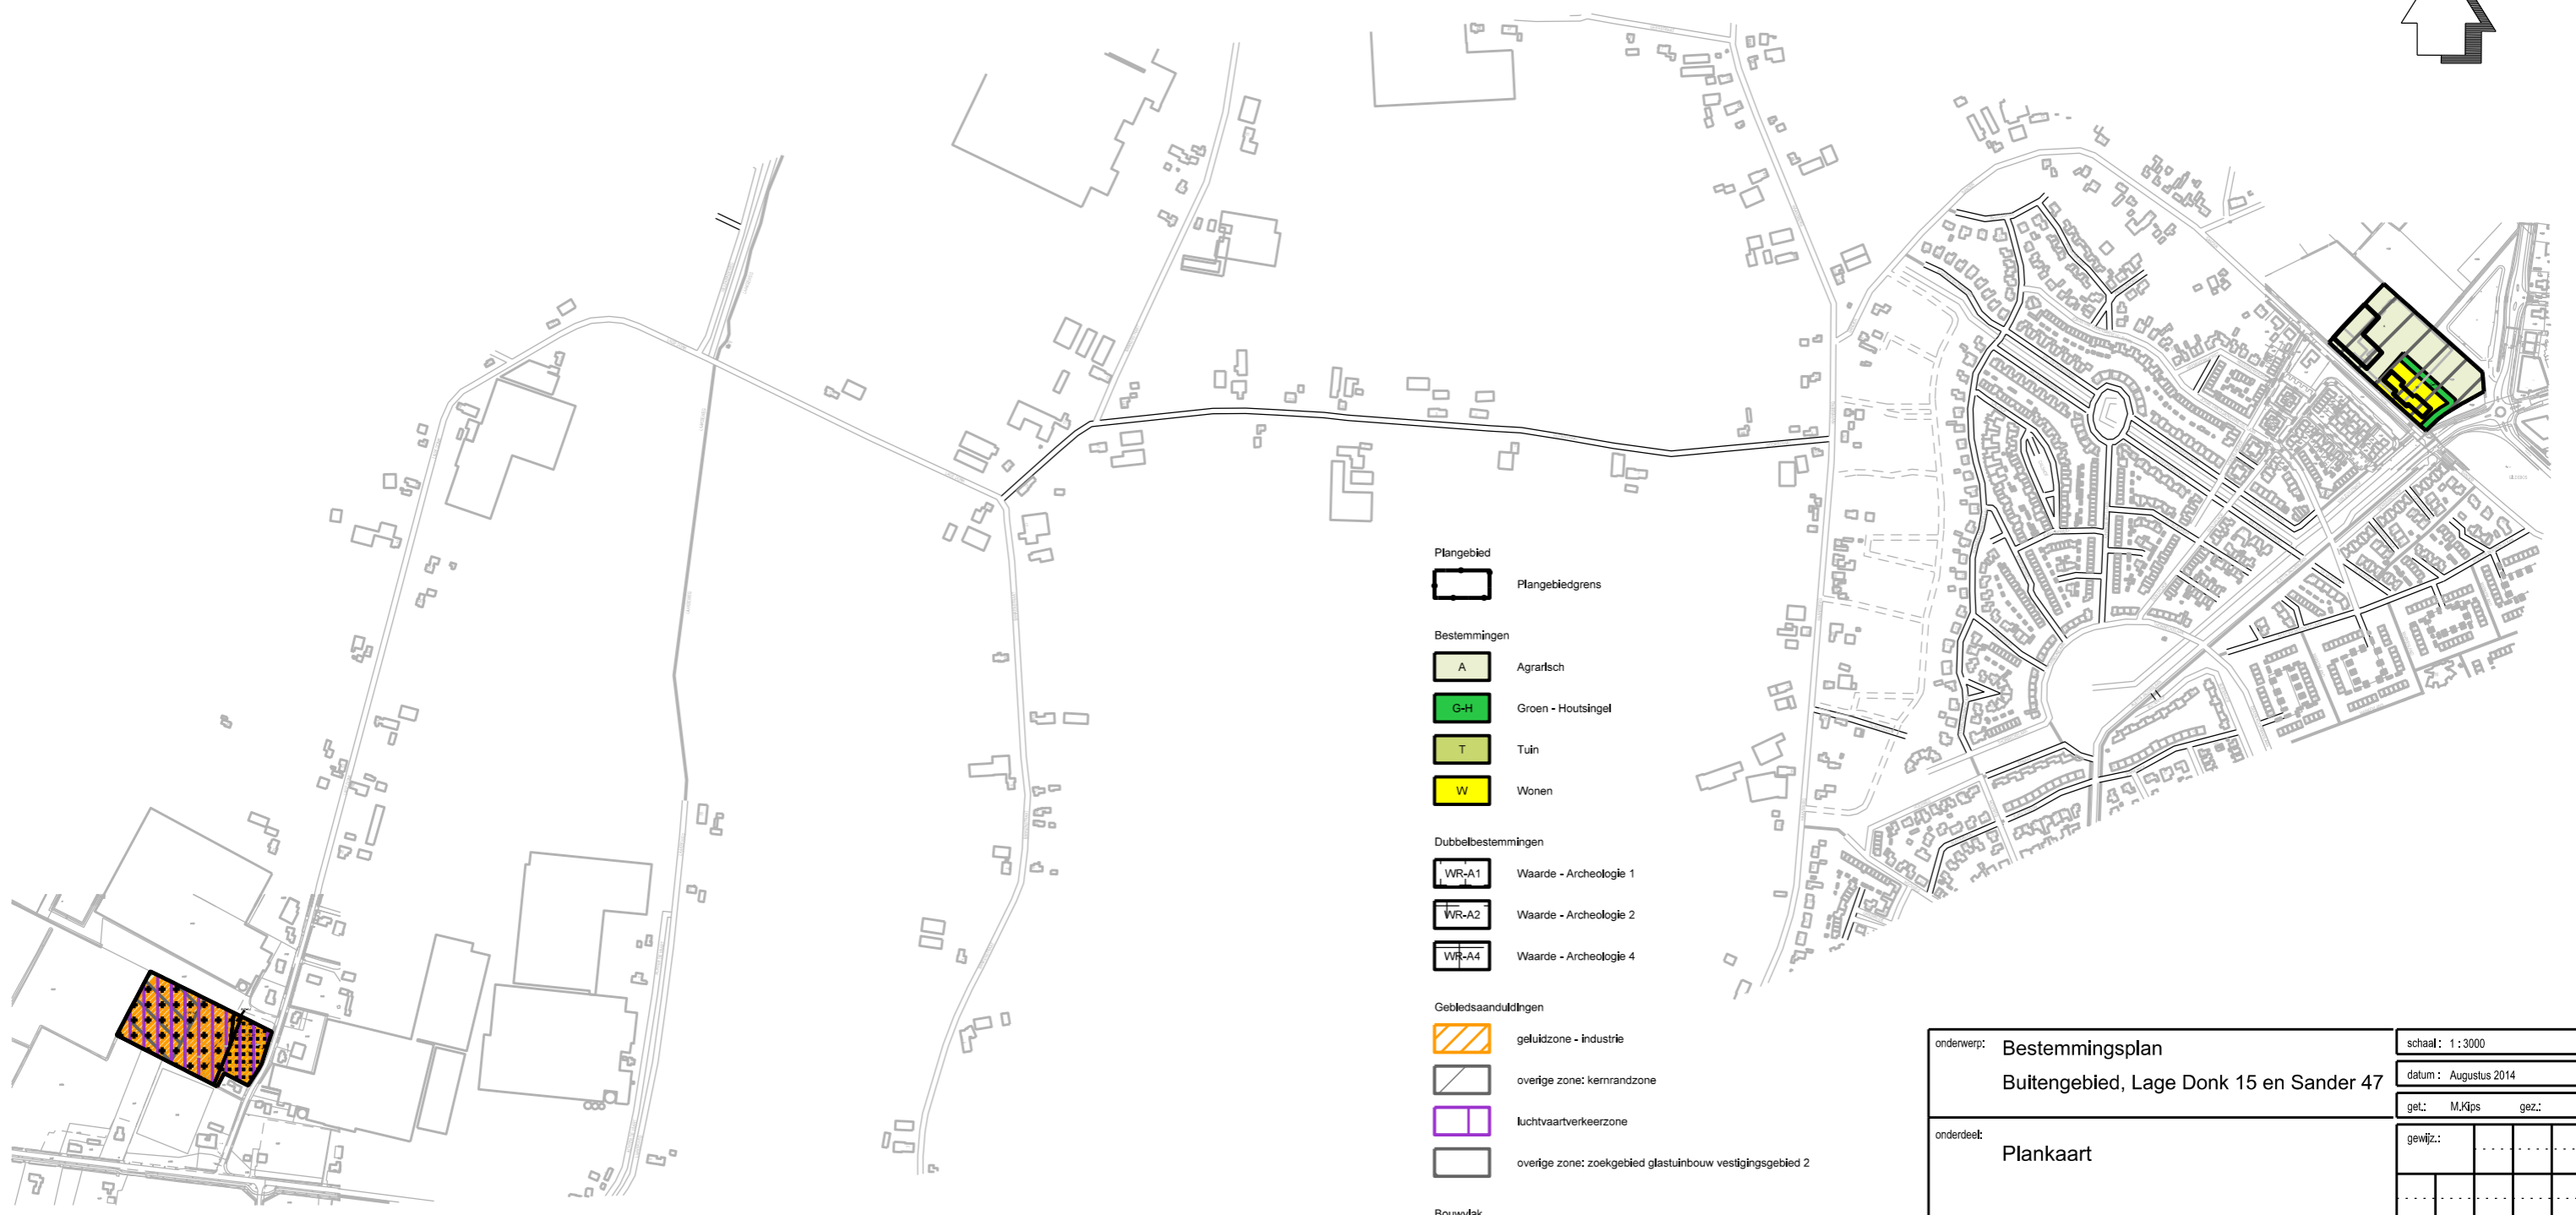 Plangebied
Plangebiedgrens
Bestemmingen
A Agrarisch
G-H Groen - Houtsingel
T Tuin
W Wonen
Dubbelbestemmingen
WR-A1 Waarde - Archeologie 1
WR-A2 Waarde - Archeologie 2
WR-A4 Waarde - Archeologie 4
Gebiedsaanduidingen
geluidzone - industrie
overige zone: kernrandzone
luchtvaartverkeerzone
overige zone: zoekgebied glastuinbouw vestigingsgebied 2
Bouwvlak
onderwerp: Bestemmingsplan
Buitengebied, Lage Donk 15 en Sander 47
onderdeel:
Plankaart
schaal : 1 : 3000
datum : Augustus 2014
get.: M.Kips gez.:
gewijz.: